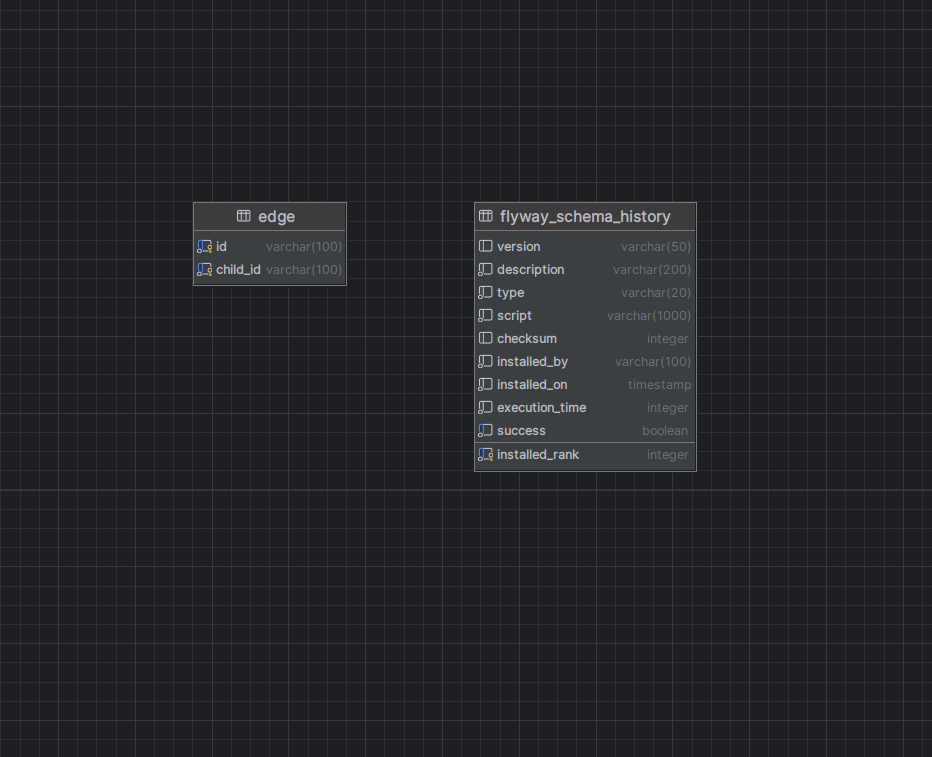 edge
id varchar(100)
child_id varchar(100)
flyway_schema_history
version varchar(50)
description varchar(200)
type varchar(20)
script varchar(1000)
checksum integer
installed_by varchar(100)
installed_on timestamp
execution_time integer
success boolean
installed_rank integer